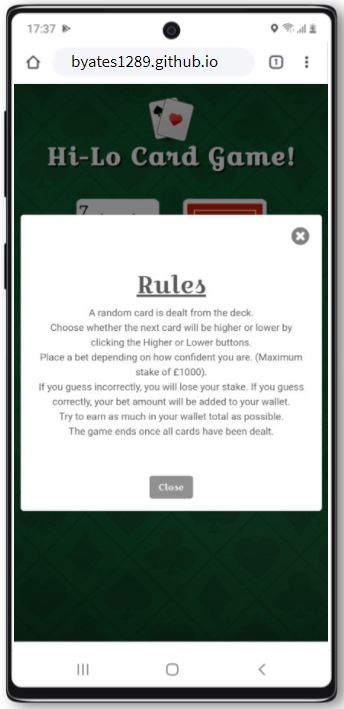 17:37
byates1289.github.io
1
Hi-Lo Card Game!
7
Rules
A random card is dealt from the deck.
Choose whether the next card will be higher or lower by
clicking the Higher or Lower buttons.
Place a bet depending on how confident you are. (Maximum
stake of £1000).
If you guess incorrectly, you will lose your stake. If you guess
correctly, your bet amount will be added to your wallet.
Try to earn as much in your wallet total as possible.
The game ends once all cards have been dealt.
Close